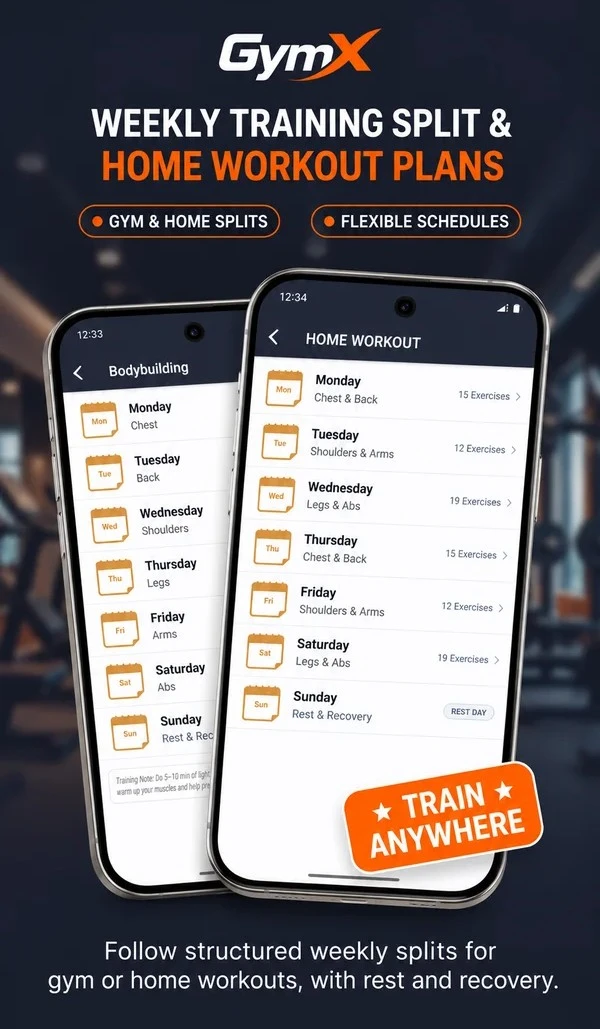 GymX
WEEKLY TRAINING SPLIT &
HOME WORKOUT PLANS
GYM & HOME SPLITS
FLEXIBLE SCHEDULES
12:33
Bodybuilding
Mon
Monday
Chest
Tue
Tuesday
Back
Wed
Wednesday
Shoulders
Thu
Thursday
Legs
Fri
Friday
Arms
Sat
Saturday
Abs
Sun
Sunday
Rest & Rec
Training Note: Do 5–10 min of light
warm up your muscles and help pre
12:34
HOME WORKOUT
Mon
Monday
Chest & Back
15 Exercises
Tue
Tuesday
Shoulders & Arms
12 Exercises
Wed
Wednesday
Legs & Abs
19 Exercises
Thu
Thursday
Chest & Back
15 Exercises
Fri
Friday
Shoulders & Arms
12 Exercises
Sat
Saturday
Legs & Abs
19 Exercises
Sun
Sunday
Rest & Recovery
REST DAY
TRAIN
ANYWHERE
Follow structured weekly splits for
gym or home workouts, with rest and recovery.